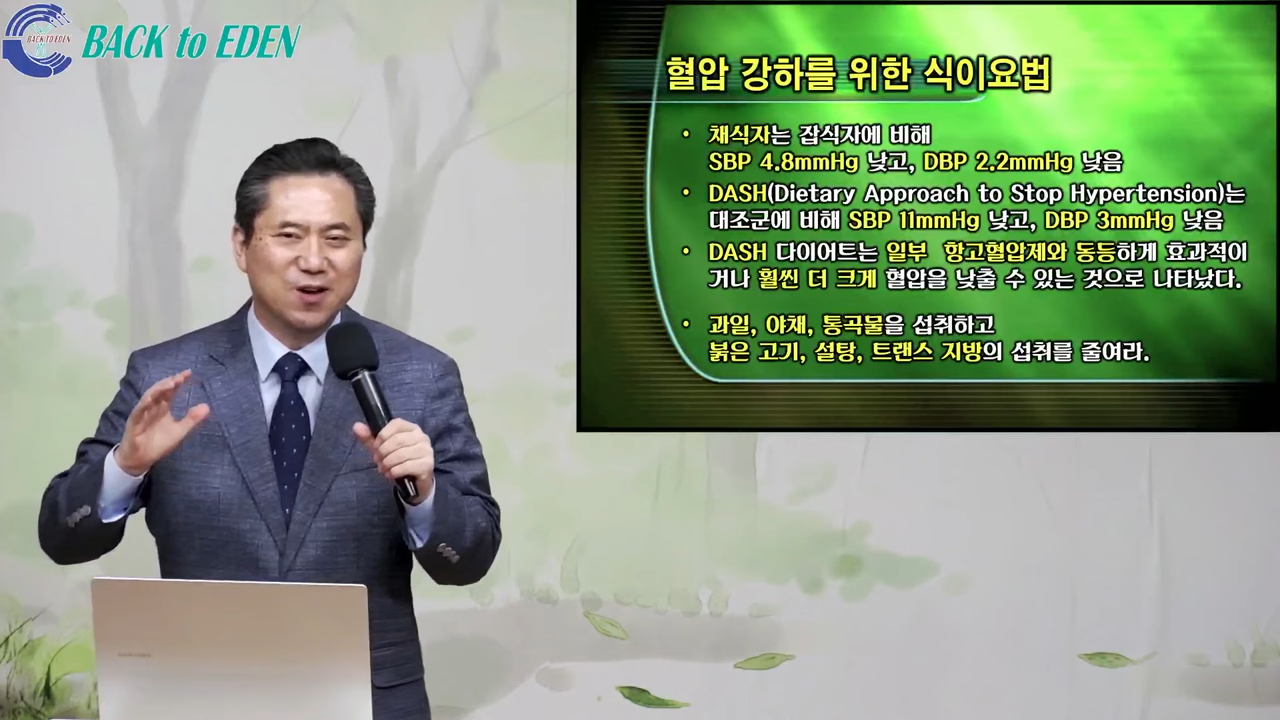 BACK TO EDEN
BACK to EDEN
혈압 강하를 위한 식이요법
• 채식자는 잡식자에 비해
SBP 4.8mmHg 낮고, DBP 2.2mmHg 낮음
• DASH(Dietary Approach to Stop Hypertension)는
대조군에 비해 SBP 11mmHg 낮고, DBP 3mmHg 낮음
• DASH 다이어트는 일부 항고혈압제와 동등하게 효과적이
거나 훨씬 더 크게 혈압을 낮출 수 있는 것으로 나타났다.
• 과일, 야채, 통곡물을 섭취하고
붉은 고기, 설탕, 트랜스 지방의 섭취를 줄여라.